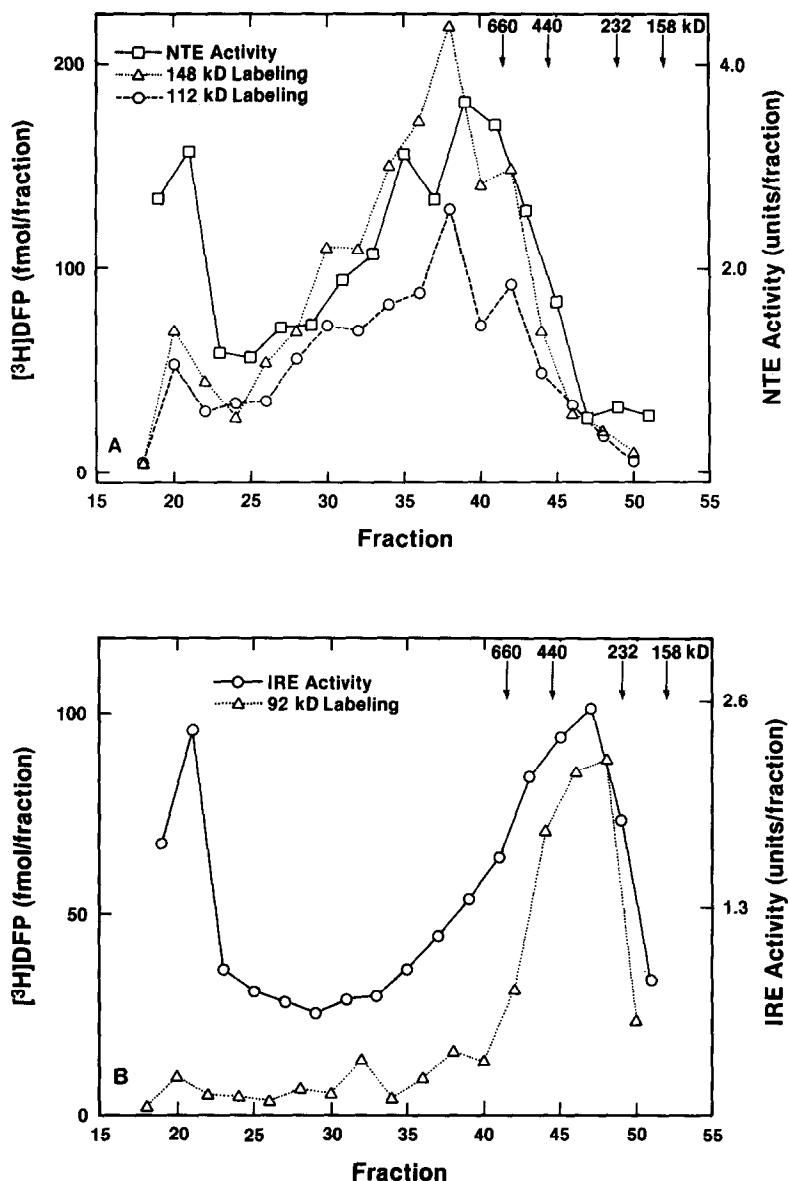 660 440 232 158 kD
NTE Activity
148 kD Labeling
112 kD Labeling
200
100
0
4.0
2.0
[³H]DFP (fmol/fraction)
NTE Activity (units/fraction)
A
15 20 25 30 35 40 45 50 55
Fraction
660 440 232 158 kD
IRE Activity
92 kD Labeling
100
50
0
2.6
1.3
[³H]DFP (fmol/fraction)
IRE Activity (units/fraction)
B
15 20 25 30 35 40 45 50 55
Fraction